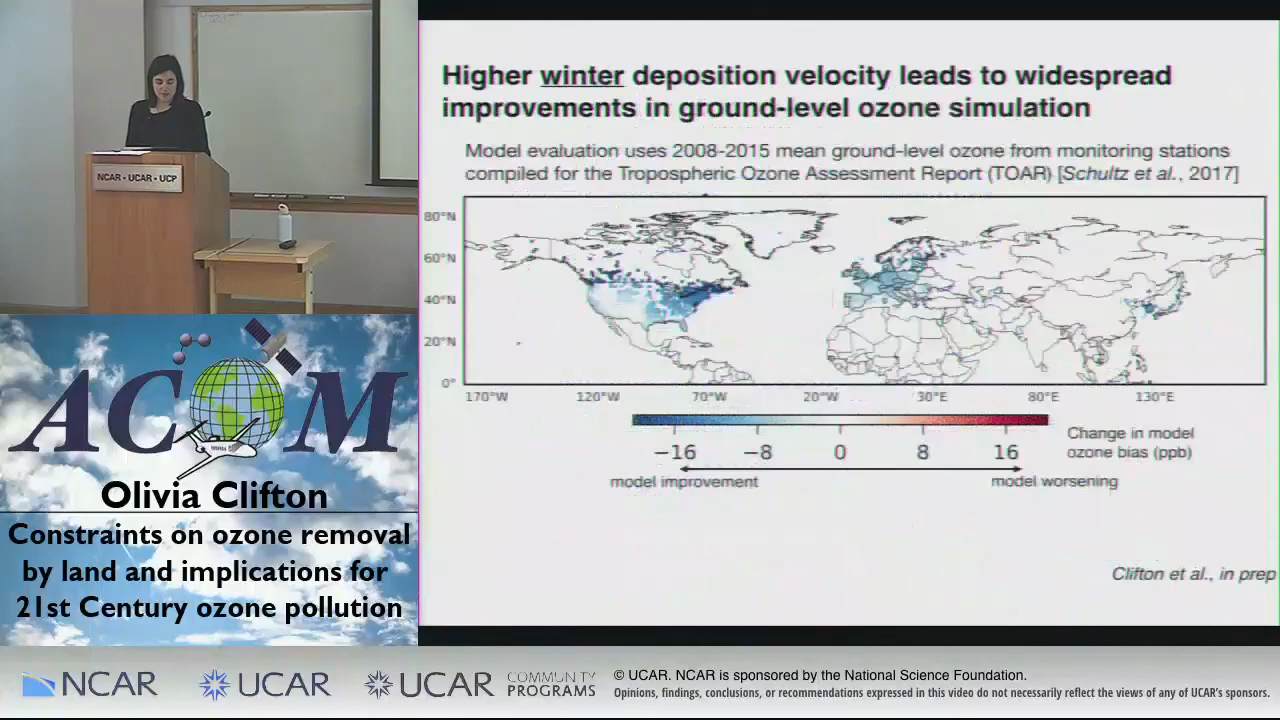 NCAR • UCAR • UCP
ACOM
Olivia Clifton
Constraints on ozone removal
by land and implications for
21st Century ozone pollution
Higher winter deposition velocity leads to widespread
improvements in ground-level ozone simulation
Model evaluation uses 2008-2015 mean ground-level ozone from monitoring stations
compiled for the Tropospheric Ozone Assessment Report (TOAR) [Schultz et al., 2017]
80°N
60°N
40°N
20°N
0°
170°W 120°W 70°W 20°W 30°E 80°E 130°E
−16 −8 0 8 16
Change in model
ozone bias (ppb)
model improvement model worsening
Clifton et al., in prep
NCAR UCAR UCAR COMMUNITY
PROGRAMS
© UCAR. NCAR is sponsored by the National Science Foundation.
Opinions, findings, conclusions, or recommendations expressed in this video do not necessarily reflect the views of any of UCAR's sponsors.